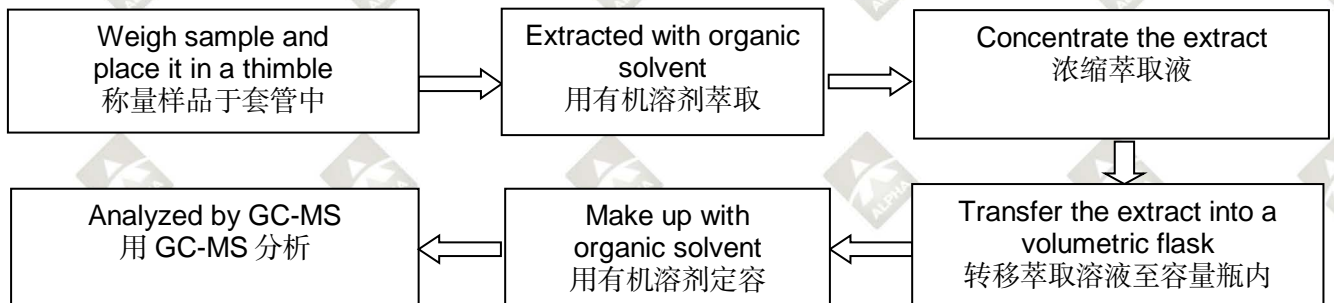 Weigh sample and
place it in a thimble
称量样品于套管中
Extracted with organic
solvent
用有机溶剂萃取
Concentrate the extract
浓缩萃取液
Transfer the extract into a
volumetric flask
转移萃取溶液至容量瓶内
Make up with
organic solvent
用有机溶剂定容
Analyzed by GC-MS
用 GC-MS 分析
ALPHA